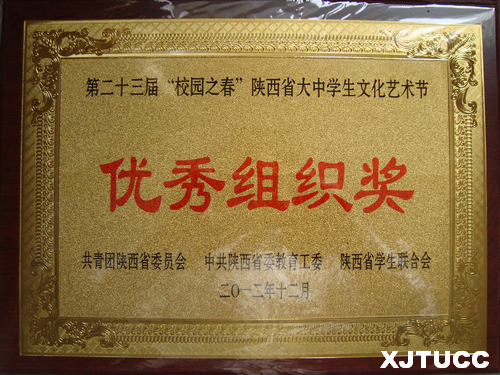 第二十三届“校园之春”陕西省大中学生文化艺术节
优秀组织奖
共青团陕西省委员会 中共陕西省委教育工委 陕西省学生联合会
二〇一二年十二月
XJTUCC